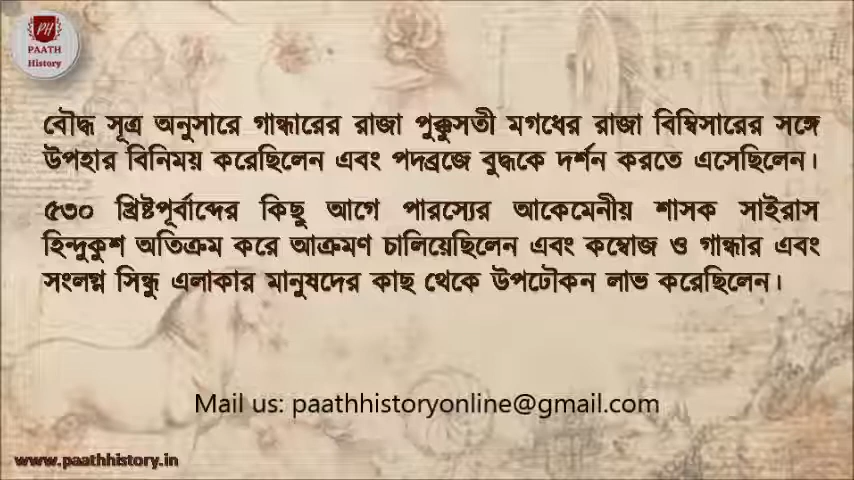 PH
PAATH
History
বৌদ্ধ সূত্র অনুসারে গান্ধারের রাজা পুক্কুসতী মগধের রাজা বিম্বিসারের সঙ্গে
উপহার বিনিময় করেছিলেন এবং পদব্রজে বুদ্ধকে দর্শন করতে এসেছিলেন।
৫৩০ খ্রিষ্টপূর্বাব্দের কিছু আগে পারস্যের আকেমেনীয় শাসক সাইরাস
হিন্দুকুশ অতিক্রম করে আক্রমণ চালিয়েছিলেন এবং কম্বোজ ও গান্ধার এবং
সংলগ্ন সিন্ধু এলাকার মানুষদের কাছ থেকে উপঢৌকন লাভ করেছিলেন।
Mail us: paathhistoryonline@gmail.com
www.paathhistory.in